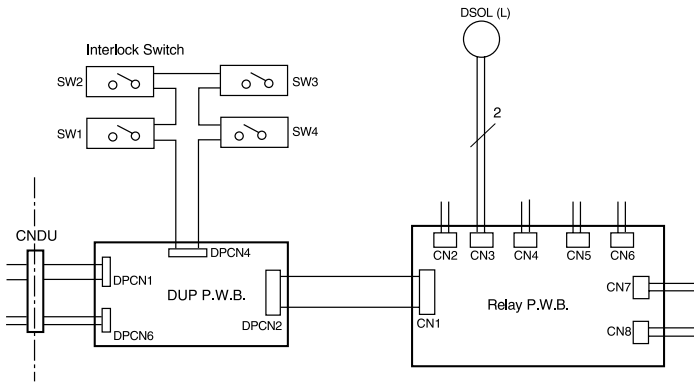 DSOL (L)
Interlock Switch
SW2
SW3
SW1
SW4
2
CNDU
DPCN4
CN2
CN3
CN4
CN5
CN6
DPCN1
DUP P.W.B.
DPCN2
CN1
Relay P.W.B.
CN7
DPCN6
CN8